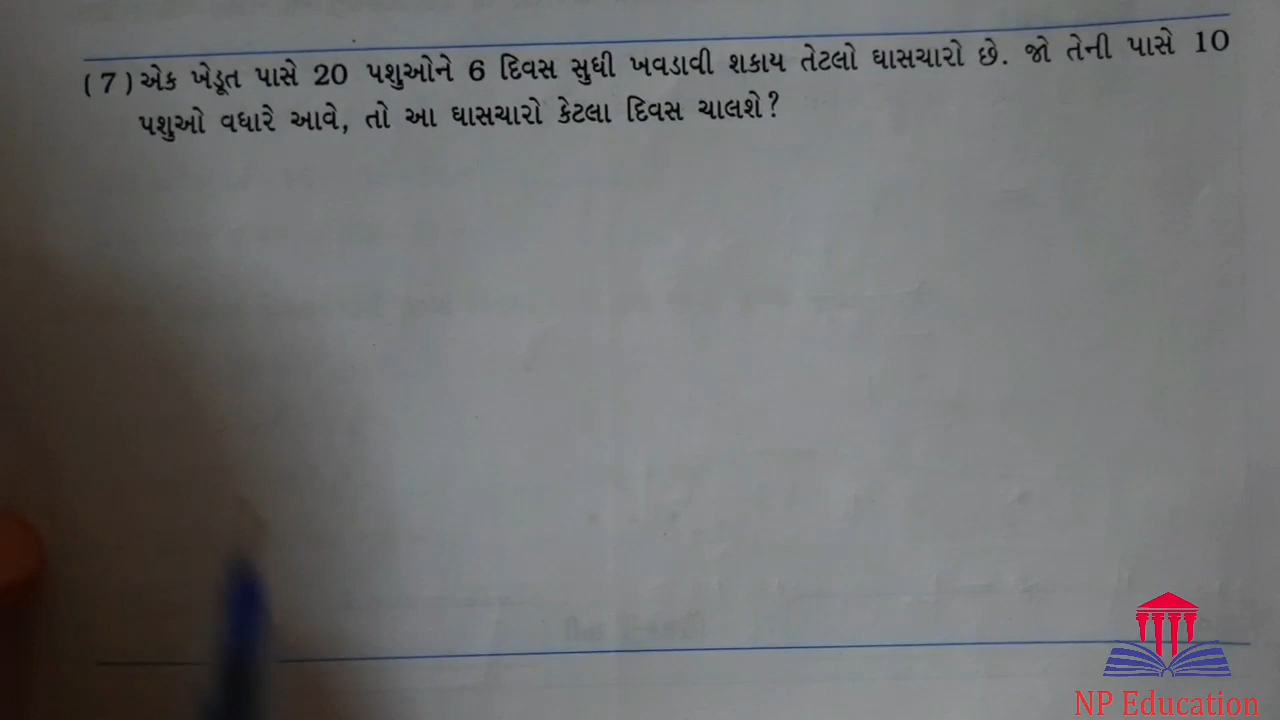 (7) એક ખેડૂત પાસે 20 પશુઓને 6 દિવસ સુધી ખવડાવી શકાય તેટલો ઘાસચારો છે. જો તેની પાસે 10
પશુઓ વધારે આવે, તો આ ઘાસચારો કેટલા દિવસ ચાલશે?
NP Education